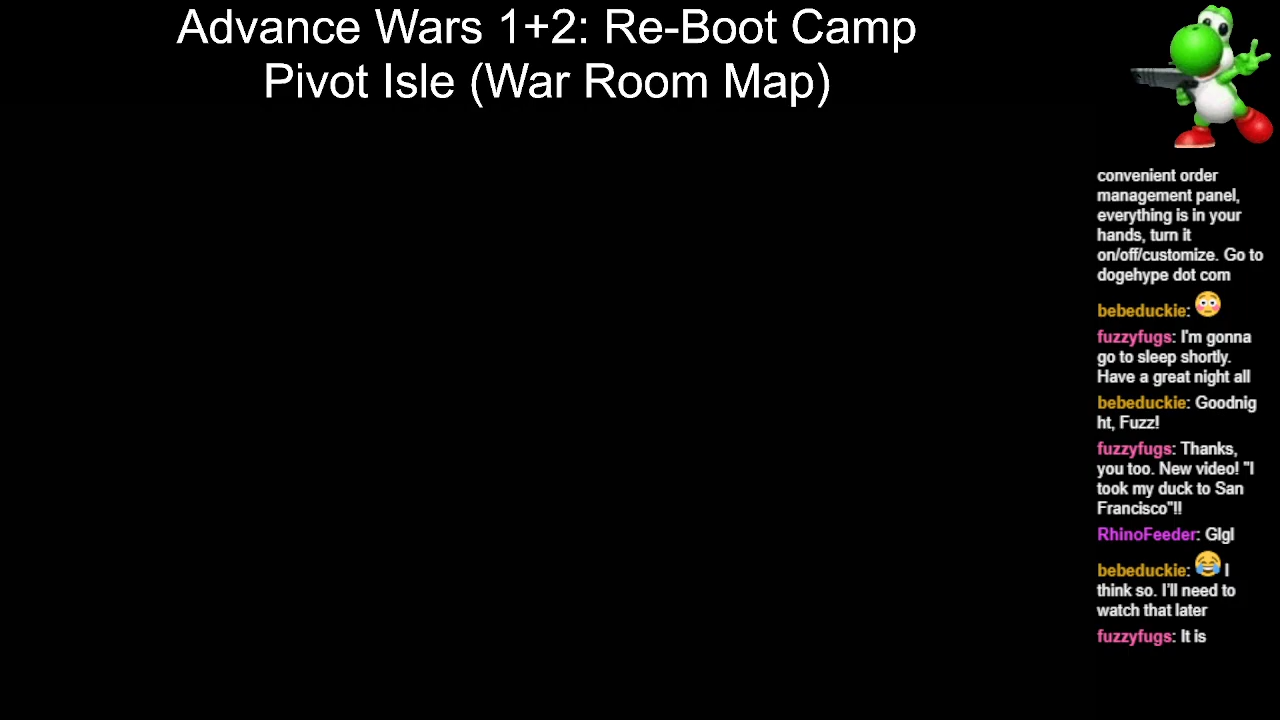 Advance Wars 1+2: Re-Boot Camp
Pivot Isle (War Room Map)
convenient order
management panel,
everything is in your
hands, turn it
on/off/customize. Go to
dogehype dot com
bebeduckie: 😳
fuzzyfugs: I'm gonna
go to sleep shortly.
Have a great night all
bebeduckie: Goodnig
ht, Fuzz!
fuzzyfugs: Thanks,
you too. New video! "I
took my duck to San
Francisco"!!
RhinoFeeder: Glgl
bebeduckie: 😂 I
think so. I'll need to
watch that later
fuzzyfugs: It is